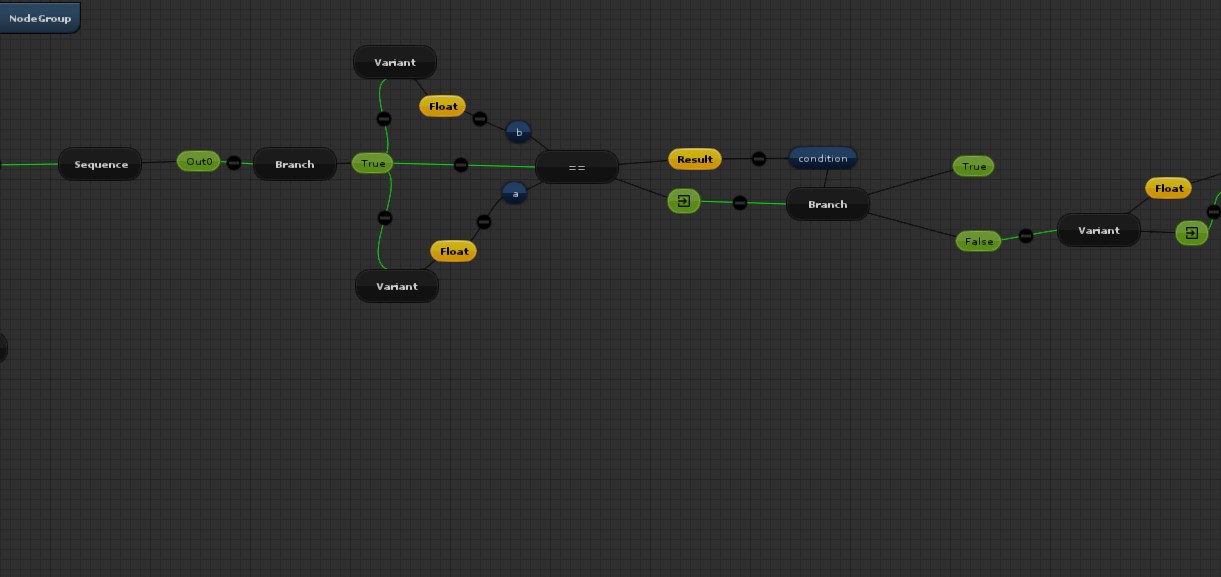 NodeGroup
Variant
Float
b
Sequence
Out0
Branch
True
==
Result
condition
True
a
Branch
Float
Float
False
Variant
Variant